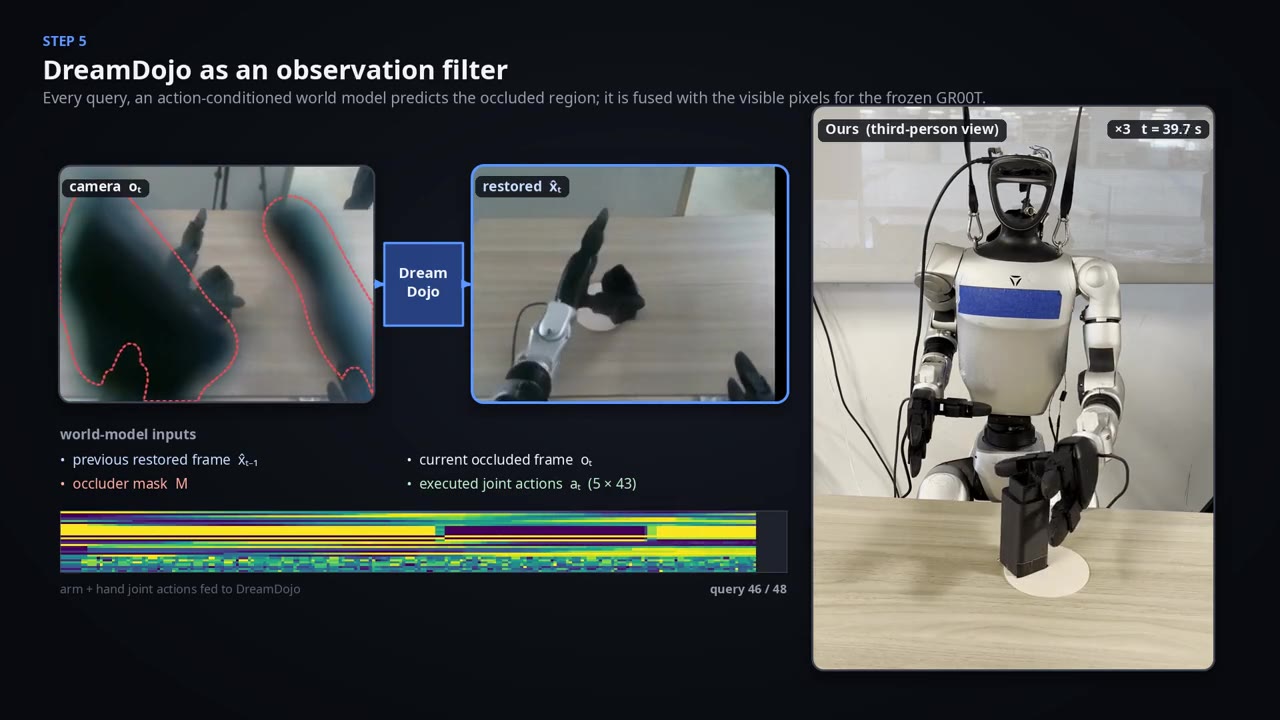 STEP 5
DreamDojo as an observation filter
Every query, an action-conditioned world model predicts the occluded region; it is fused with the visible pixels for the frozen GR00T.
camera oₜ
Dream
Dojo
restored x̂ₜ
Ours (third-person view)
×3 t = 39.7 s
world-model inputs
• previous restored frame x̂ₜ₋₁
• current occluded frame oₜ
• occluder mask M
• executed joint actions aₜ (5 × 43)
arm + hand joint actions fed to DreamDojo
query 46 / 48